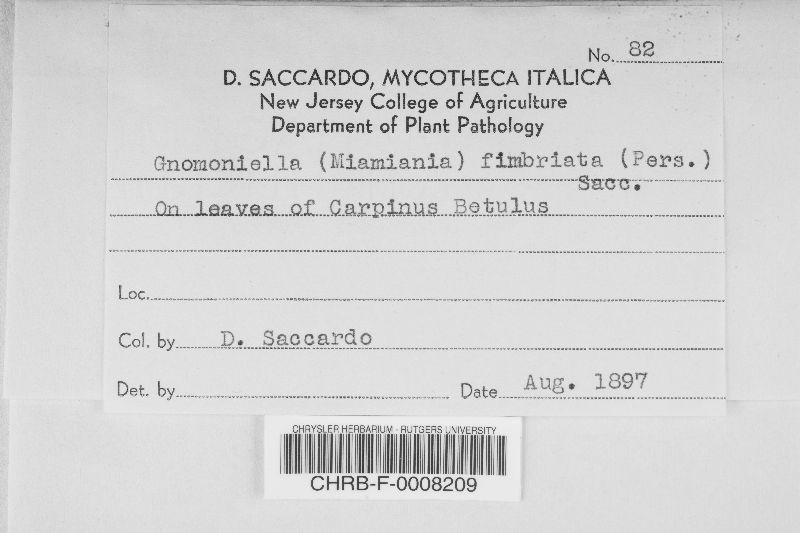 No. 82
D. SACCARDO, MYCOTHECA ITALICA
New Jersey College of Agriculture
Department of Plant Pathology
Gnomoniella (Miamiania) fimbriata (Pers.)
Sacc.
On leaves of Carpinus Betulus
Loc.
Col. by D. Saccardo
Det. by Date Aug. 1897
CHRYSLER HERBARIUM - RUTGERS UNIVERSITY
CHRB-F-0008209